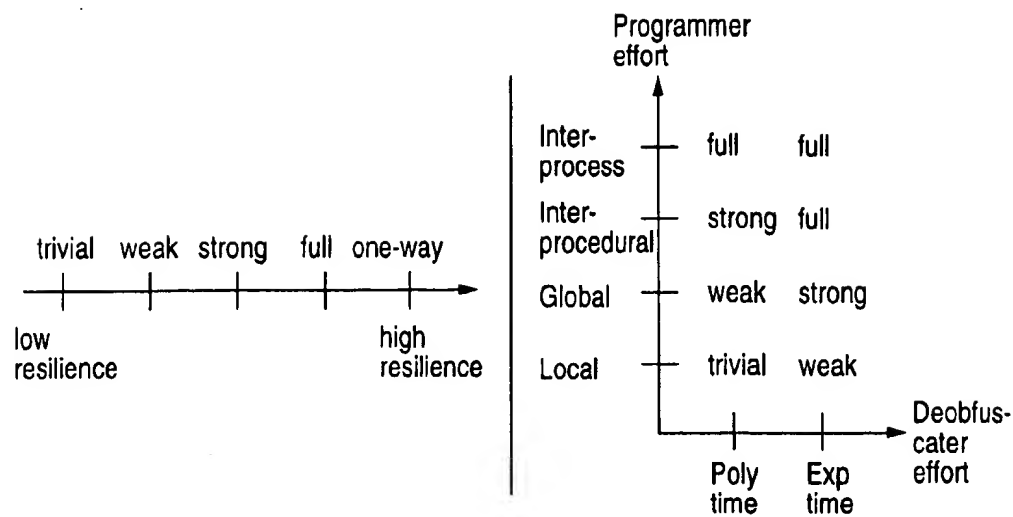 trivial weak strong full one-way
low
resilience
high
resilience
Programmer
effort
Inter-
process
full full
Inter-
procedural
strong full
Global
weak strong
Local
trivial weak
Poly
time
Exp
time
Deobfus-
cater
effort